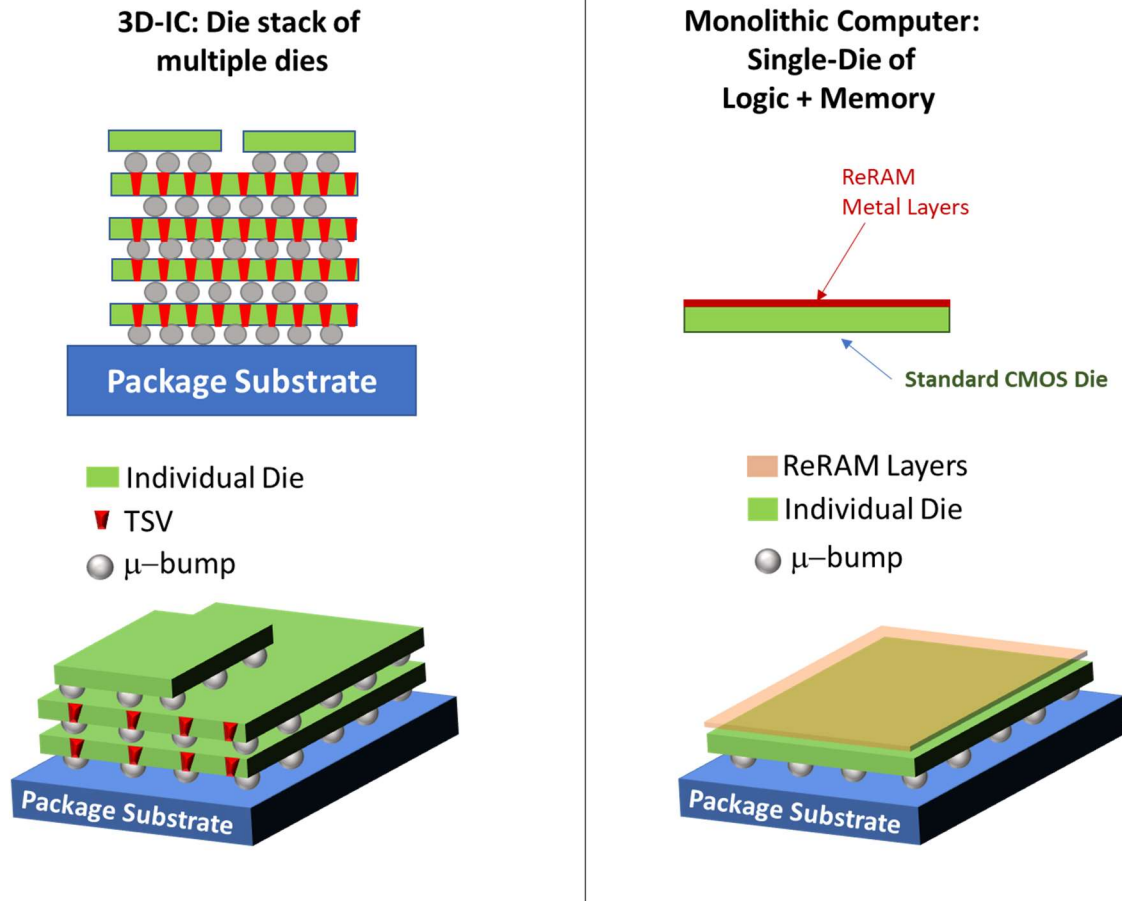 3D-IC: Die stack of
multiple dies
Package Substrate
Individual Die
TSV
μ–bump
Package Substrate
Monolithic Computer:
Single-Die of
Logic + Memory
ReRAM
Metal Layers
Standard CMOS Die
ReRAM Layers
Individual Die
μ–bump
Package Substrate